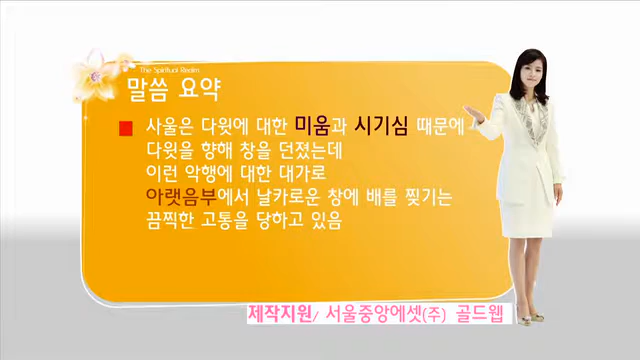 The Spiritual Realm
말씀 요약
사울은 다윗에 대한 미움과 시기심 때문에
다윗을 향해 창을 던졌는데
이런 악행에 대한 대가로
아랫음부에서 날카로운 창에 배를 찢기는
끔찍한 고통을 당하고 있음
제작지원/ 서울중앙에셋(주) 골드웹